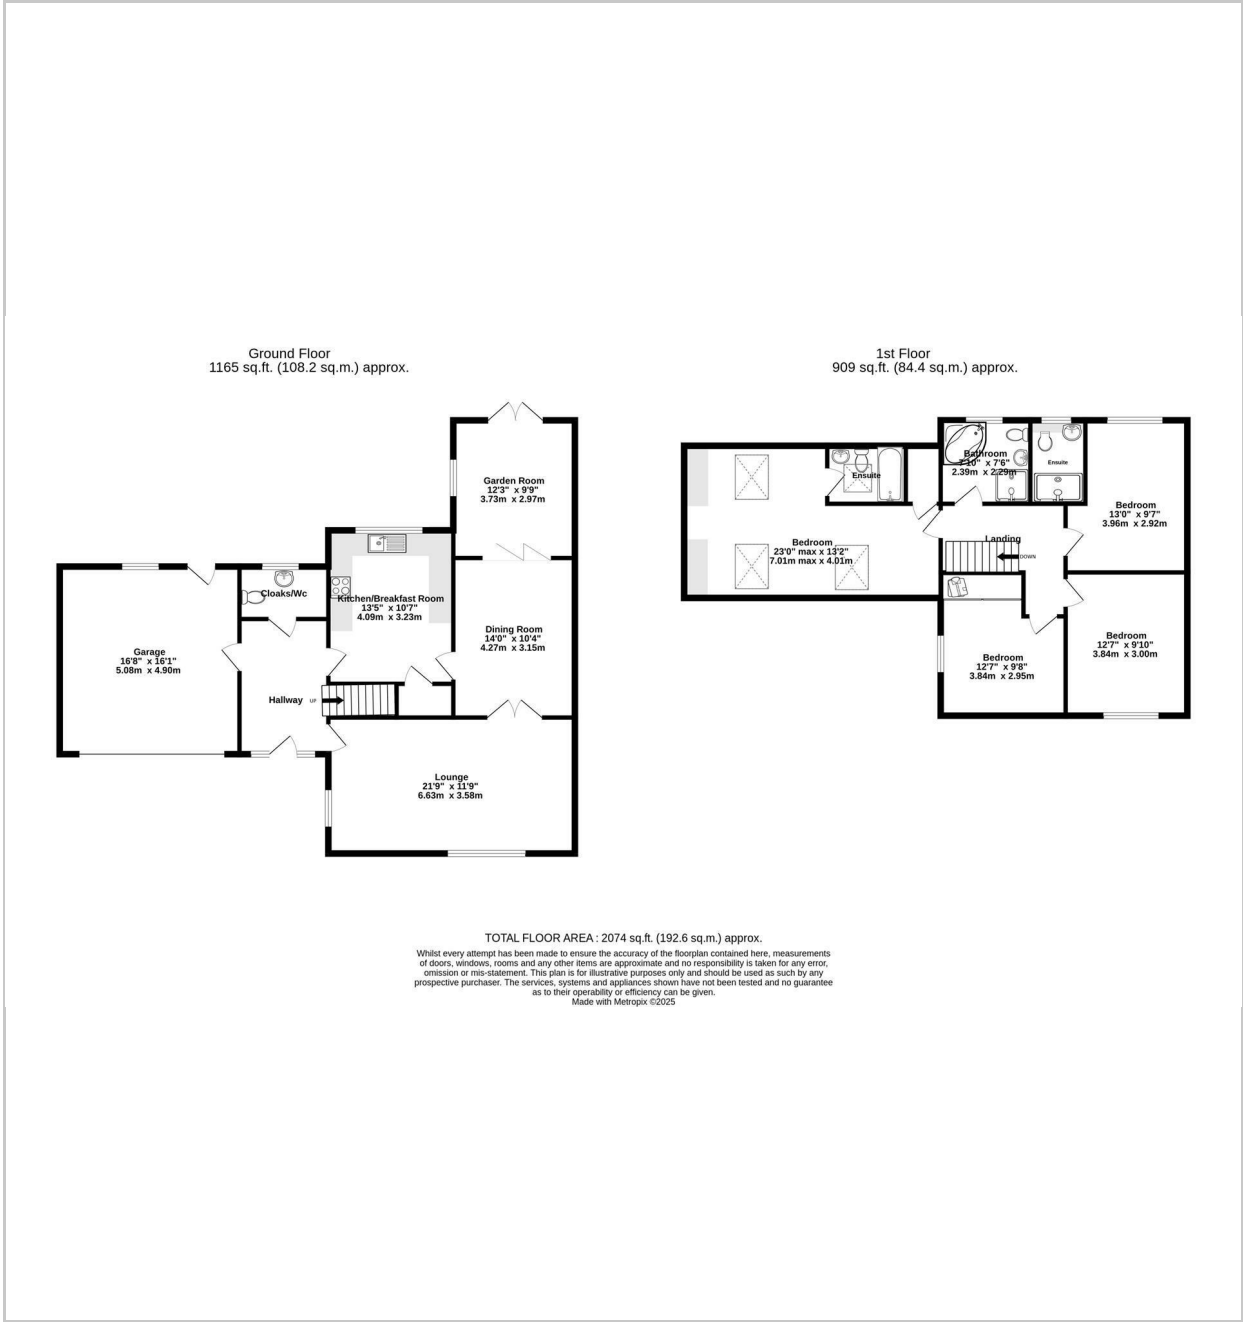 Ground Floor
1165 sq.ft. (108.2 sq.m.) approx.
1st Floor
909 sq.ft. (84.4 sq.m.) approx.
Garden Room
12'3" x 9'9"
3.73m x 2.97m
Cloaks/Wc
Kitchen/Breakfast Room
13'5" x 10'7"
4.09m x 3.23m
Garage
16'8" x 16'1"
5.08m x 4.90m
Dining Room
14'0" x 10'4"
4.27m x 3.15m
Hallway
UP
Lounge
21'9" x 11'9"
6.63m x 3.58m
Bathroom
7'10" x 7'6"
2.39m x 2.29m
Ensuite
Ensuite
Bedroom
13'0" x 9'7"
3.96m x 2.92m
Bedroom
23'0" max x 13'2"
7.01m max x 4.01m
Landing
DOWN
Bedroom
12'7" x 9'10"
3.84m x 3.00m
Bedroom
12'7" x 9'8"
3.84m x 2.95m
TOTAL FLOOR AREA : 2074 sq.ft. (192.6 sq.m.) approx.
Whilst every attempt has been made to ensure the accuracy of the floorplan contained here, measurements
of doors, windows, rooms and any other items are approximate and no responsibility is taken for any error,
omission or mis-statement. This plan is for illustrative purposes only and should be used as such by any
prospective purchaser. The services, systems and appliances shown have not been tested and no guarantee
as to their operability or efficiency can be given.
Made with Metropix ©2025